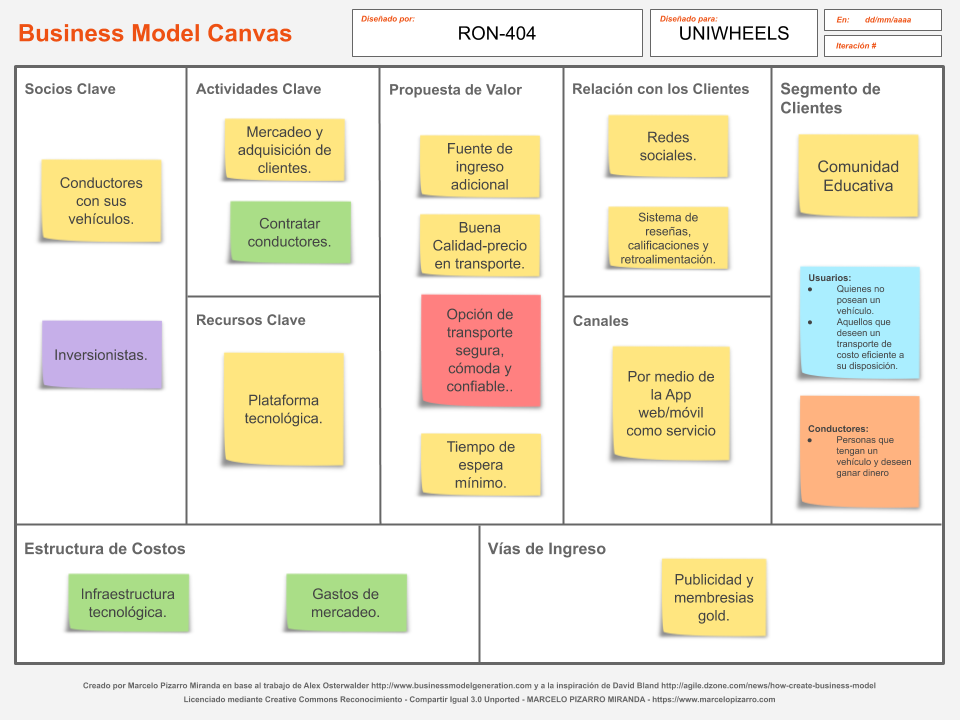 Business Model Canvas
Diseñado por:
RON-404
Diseñado para:
UNIWHEELS
En: dd/mm/aaaa
Iteración #
Socios Clave
Conductores
con sus
vehículos.
Inversionistas.
Actividades Clave
Mercadeo y
adquisición de
clientes.
Contratar
conductores.
Recursos Clave
Plataforma
tecnológica.
Propuesta de Valor
Fuente de
ingreso
adicional
Buena
Calidad-precio
en transporte.
Opción de
transporte
segura,
cómoda y
confiable..
Tiempo de
espera
mínimo.
Relación con los Clientes
Redes
sociales.
Sistema de
reseñas,
calificaciones y
retroalimentación.
Canales
Por medio de
la App
web/móvil
como servicio
Segmento de
Clientes
Comunidad
Educativa
Usuarios:
● Quienes no
posean un
vehículo.
● Aquellos que
deseen un
transporte de
costo eficiente a
su disposición.
Conductores:
● Personas que
tengan un
vehículo y deseen
ganar dinero
Estructura de Costos
Infraestructura
tecnológica.
Gastos de
mercadeo.
Vías de Ingreso
Publicidad y
membresias
gold.
Creado por Marcelo Pizarro Miranda en base al trabajo de Alex Osterwalder http://www.businessmodelgeneration.com y a la inspiración de David Bland http://agile.dzone.com/news/how-create-business-model
Licenciado mediante Creative Commons Reconocimiento - Compartir Igual 3.0 Unported - MARCELO PIZARRO MIRANDA - https://www.marcelopizarro.com